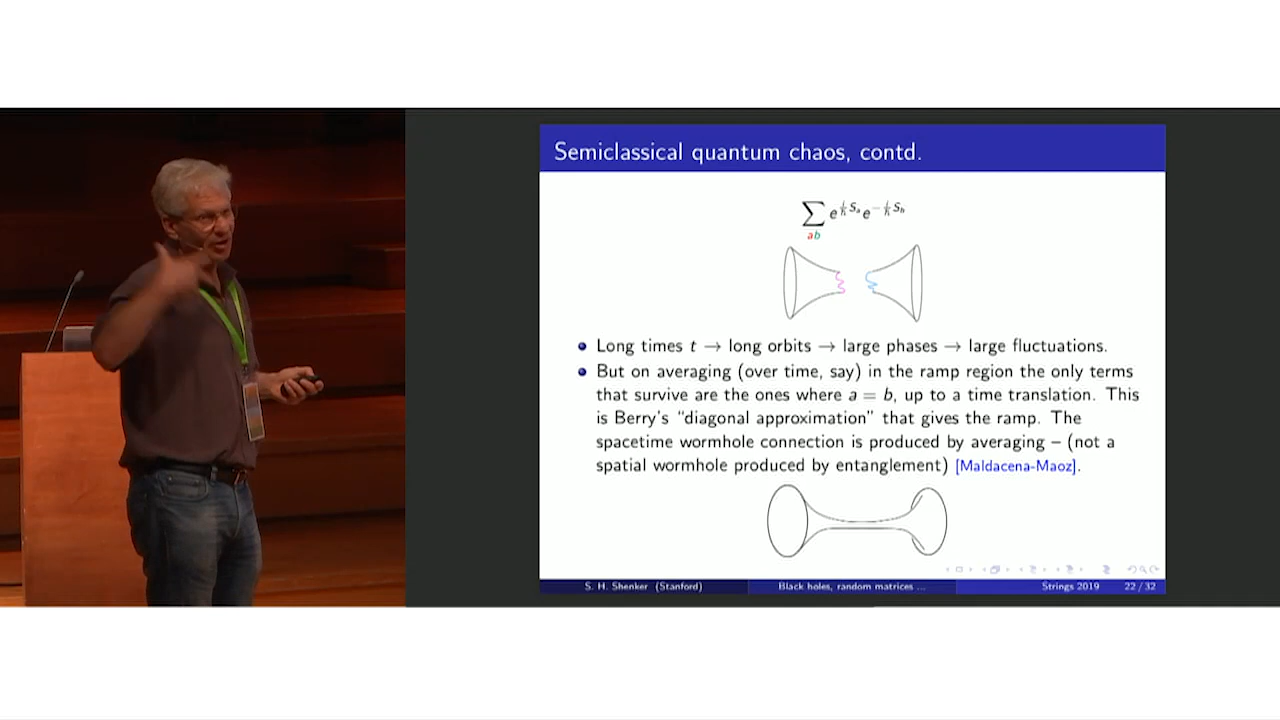 Semiclassical quantum chaos, contd.
∑ e^{i/ħ Sₐ} e^{−i/ħ S_b}
ab
Long times t → long orbits → large phases → large fluctuations.
But on averaging (over time, say) in the ramp region the only terms
that survive are the ones where a = b, up to a time translation. This
is Berry's “diagonal approximation” that gives the ramp. The
spacetime wormhole connection is produced by averaging – (not a
spatial wormhole produced by entanglement) [Maldacena-Maoz].
S. H. Shenker (Stanford) Black holes, random matrices ... Strings 2019 22 / 32